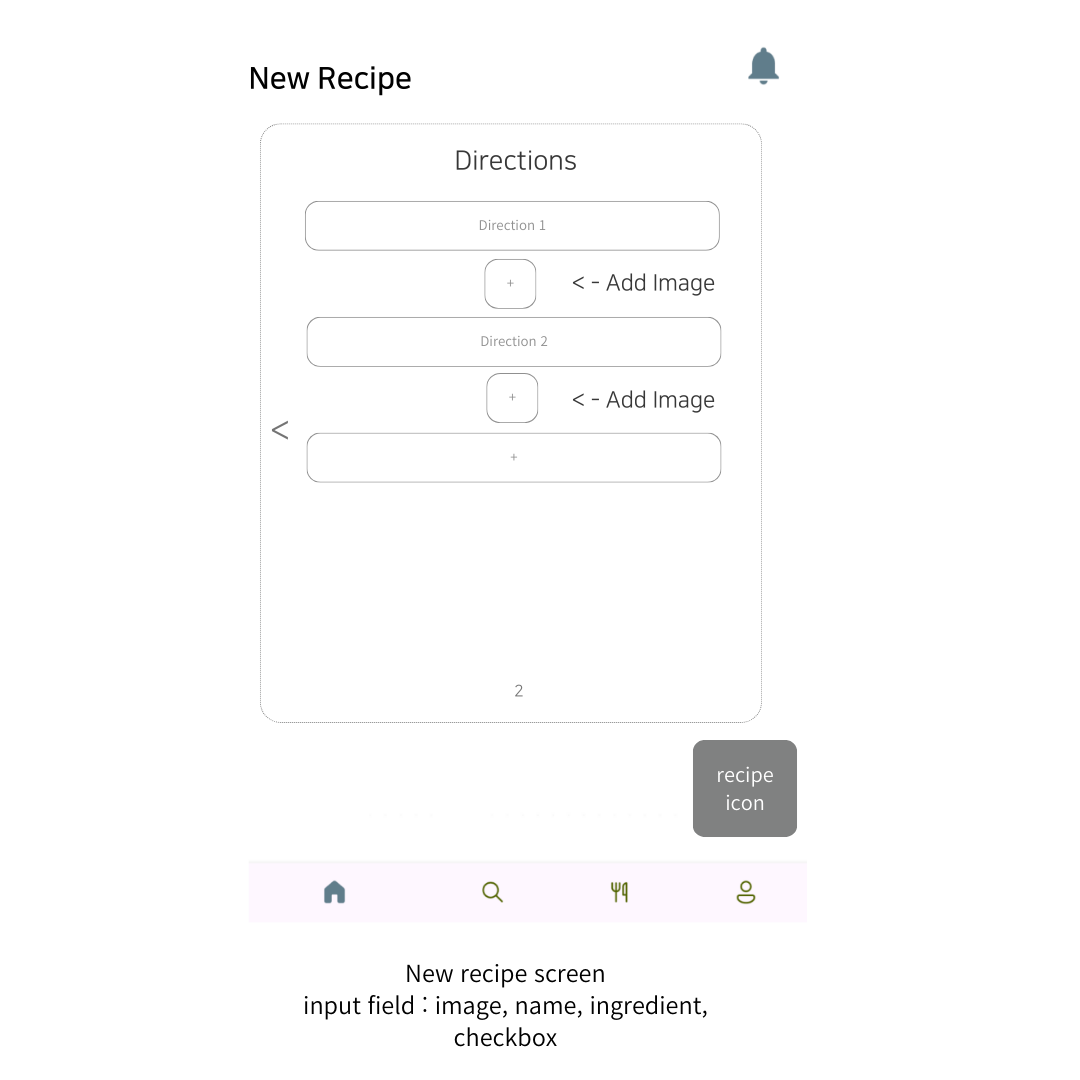 New Recipe
Directions
Direction 1
+
< - Add Image
Direction 2
+
< - Add Image
<
+
2
recipe
icon
New recipe screen
input field : image, name, ingredient,
checkbox